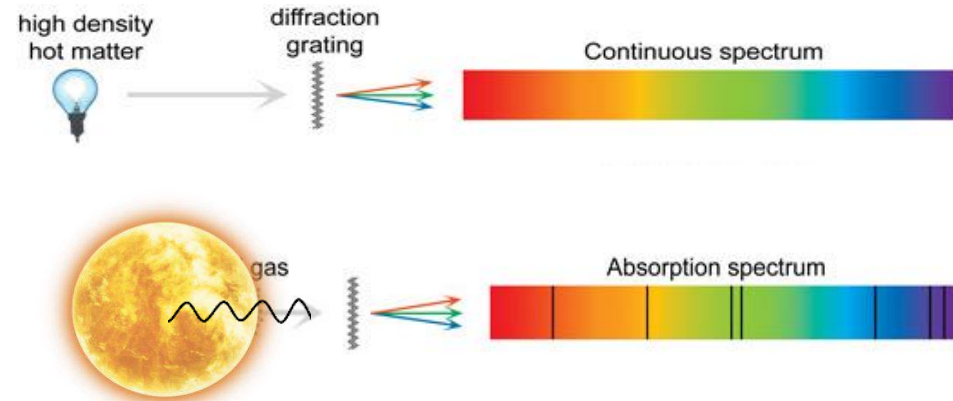 high density
hot matter
diffraction
grating
Continuous spectrum
gas
Absorption spectrum